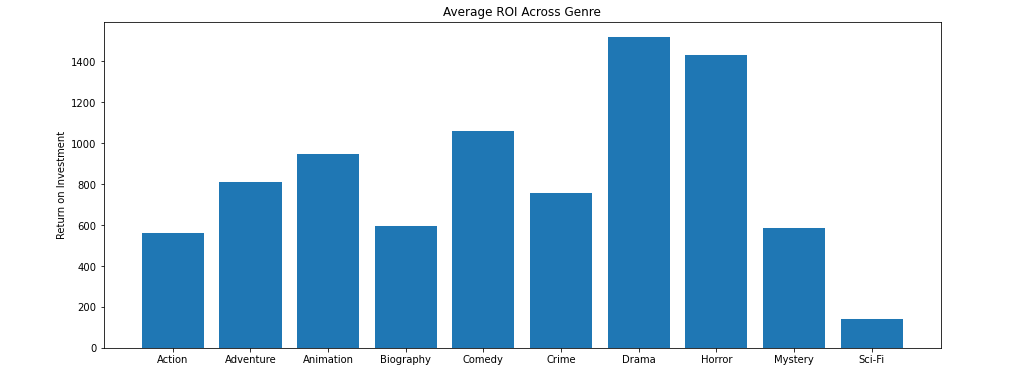 Average ROI Across Genre
Return on Investment
1400
1200
1000
800
600
400
200
0
Action Adventure Animation Biography Comedy Crime Drama Horror Mystery Sci-Fi